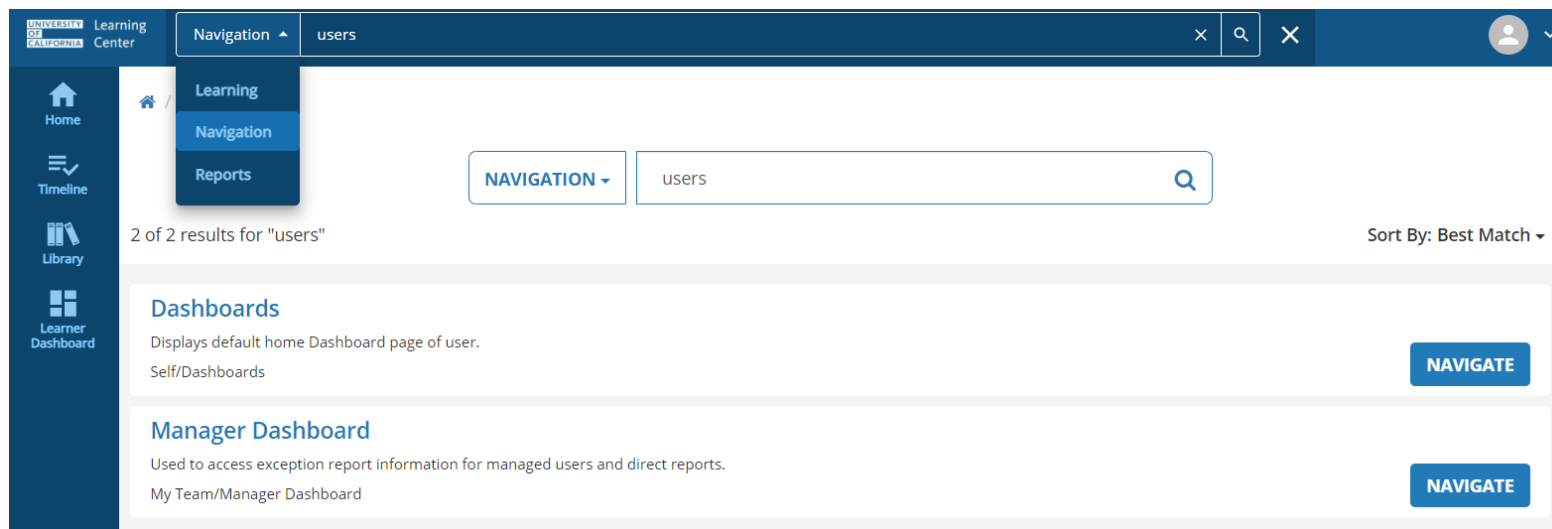 UNIVERSITY
OF
CALIFORNIA
Learning
Center
Navigation
users
Learning
Navigation
Reports
Home
Timeline
Library
Learner
Dashboard
/
NAVIGATION
users
2 of 2 results for "users"
Sort By: Best Match
Dashboards
Displays default home Dashboard page of user.
Self/Dashboards
NAVIGATE
Manager Dashboard
Used to access exception report information for managed users and direct reports.
My Team/Manager Dashboard
NAVIGATE